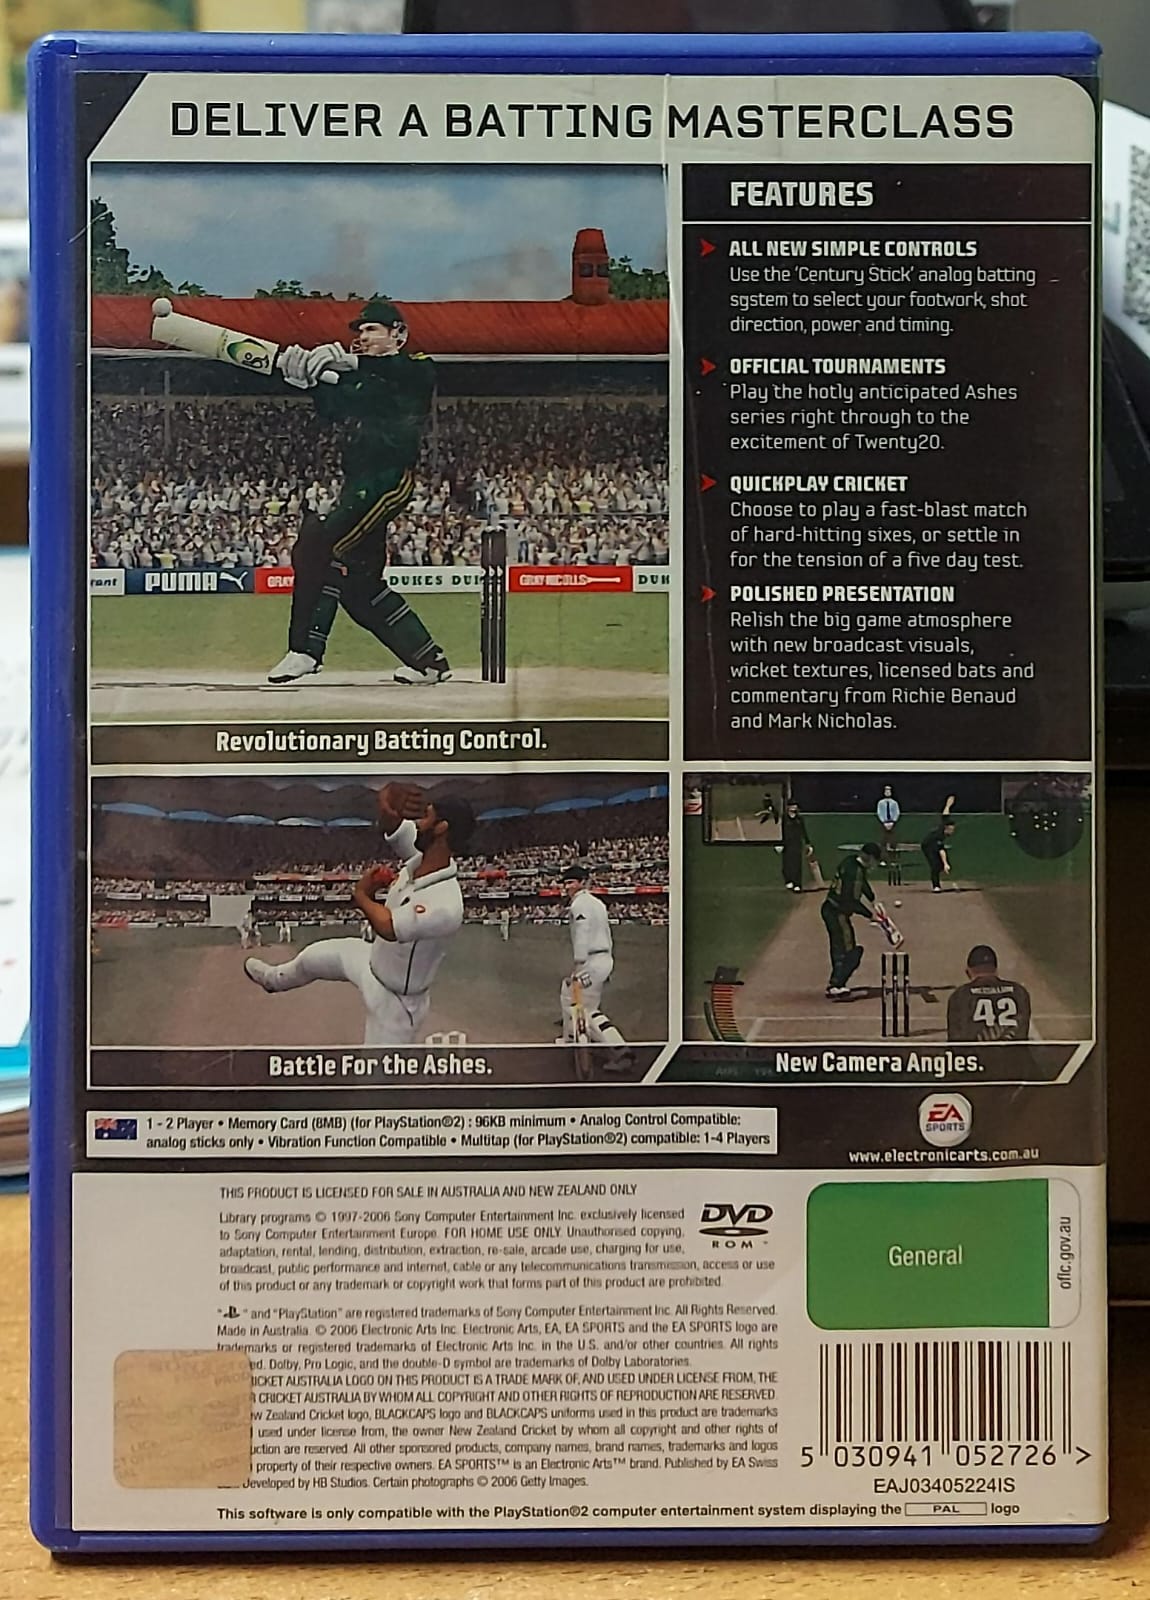 DELIVER A BATTING MASTERCLASS
PUMA
GRAY
DUKES DUK
GRAY NICOLLS
DUK
Revolutionary Batting Control.
FEATURES
ALL NEW SIMPLE CONTROLS
Use the 'Century Stick' analog batting
system to select your footwork, shot
direction, power and timing.
OFFICIAL TOURNAMENTS
Play the hotly anticipated Ashes
series right through to the
excitement of Twenty20.
QUICKPLAY CRICKET
Choose to play a fast-blast match
of hard-hitting sixes, or settle in
for the tension of a five day test.
POLISHED PRESENTATION
Relish the big game atmosphere
with new broadcast visuals,
wicket textures, licensed bats and
commentary from Richie Benaud
and Mark Nicholas.
Battle For the Ashes.
42
New Camera Angles.
1 - 2 Player • Memory Card (8MB) (for PlayStation®2) : 96KB minimum • Analog Control Compatible:
analog sticks only • Vibration Function Compatible • Multitap (for PlayStation®2) compatible: 1-4 Players
EA
SPORTS
www.electronicarts.com.au
THIS PRODUCT IS LICENSED FOR SALE IN AUSTRALIA AND NEW ZEALAND ONLY
Library programs © 1997-2006 Sony Computer Entertainment Inc. exclusively licensed
to Sony Computer Entertainment Europe. FOR HOME USE ONLY. Unauthorised copying,
adaptation, rental, lending, distribution, extraction, re-sale, arcade use, charging for use,
broadcast, public performance and internet, cable or any telecommunications transmission, access or use
of this product or any trademark or copyright work that forms part of this product are prohibited.
DVD
ROM
" " and "PlayStation" are registered trademarks of Sony Computer Entertainment Inc. All Rights Reserved.
Made in Australia. © 2006 Electronic Arts Inc. Electronic Arts, EA, EA SPORTS and the EA SPORTS logo are
trademarks or registered trademarks of Electronic Arts Inc. in the U.S. and/or other countries. All rights
ed. Dolby, Pro Logic, and the double-D symbol are trademarks of Dolby Laboratories.
ICKET AUSTRALIA LOGO ON THIS PRODUCT IS A TRADE MARK OF, AND USED UNDER LICENSE FROM, THE
CRICKET AUSTRALIA BY WHOM ALL COPYRIGHT AND OTHER RIGHTS OF REPRODUCTION ARE RESERVED.
w Zealand Cricket logo, BLACKCAPS logo and BLACKCAPS uniforms used in this product are trademarks
used under license from, the owner New Zealand Cricket by whom all copyright and other rights of
uction are reserved. All other sponsored products, company names, brand names, trademarks and logos
property of their respective owners. EA SPORTS™ is an Electronic Arts™ brand. Published by EA Swiss
Developed by HB Studios. Certain photographs © 2006 Getty Images.
This software is only compatible with the PlayStation®2 computer entertainment system displaying the PAL logo
General
oflc.gov.au
5 030941 052726 >
EAJ03405224IS